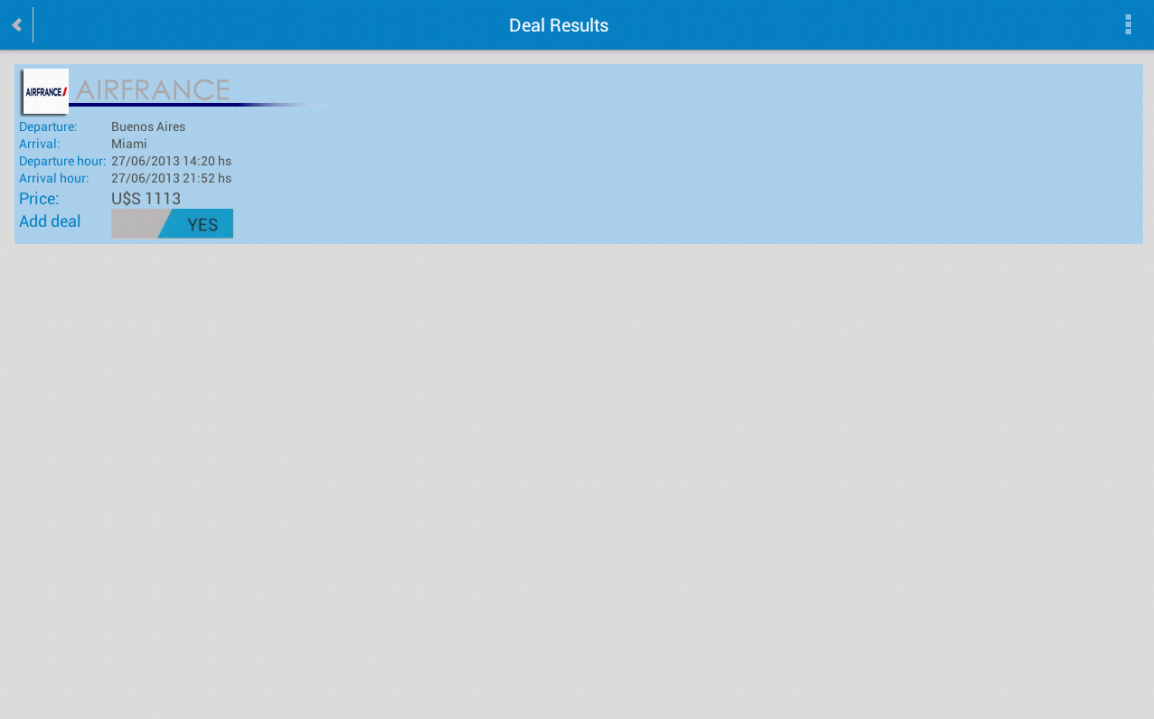 Deal Results
AIRFRANCE AIRFRANCE
Departure: Buenos Aires
Arrival: Miami
Departure hour: 27/06/2013 14:20 hs
Arrival hour: 27/06/2013 21:52 hs
Price: U$S 1113
Add deal YES